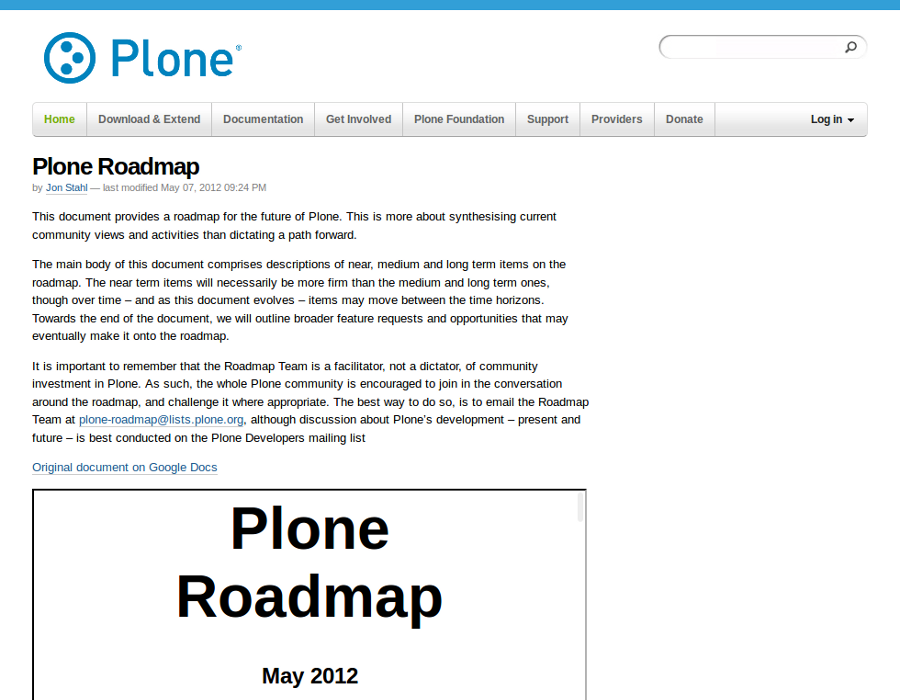 Plone®
Home Download & Extend Documentation Get Involved Plone Foundation Support Providers Donate Log in
Plone Roadmap
by Jon Stahl — last modified May 07, 2012 09:24 PM
This document provides a roadmap for the future of Plone. This is more about synthesising current
community views and activities than dictating a path forward.
The main body of this document comprises descriptions of near, medium and long term items on the
roadmap. The near term items will necessarily be more firm than the medium and long term ones,
though over time – and as this document evolves – items may move between the time horizons.
Towards the end of the document, we will outline broader feature requests and opportunities that may
eventually make it onto the roadmap.
It is important to remember that the Roadmap Team is a facilitator, not a dictator, of community
investment in Plone. As such, the whole Plone community is encouraged to join in the conversation
around the roadmap, and challenge it where appropriate. The best way to do so, is to email the Roadmap
Team at plone-roadmap@lists.plone.org, although discussion about Plone's development – present and
future – is best conducted on the Plone Developers mailing list
Original document on Google Docs
Plone
Roadmap
May 2012